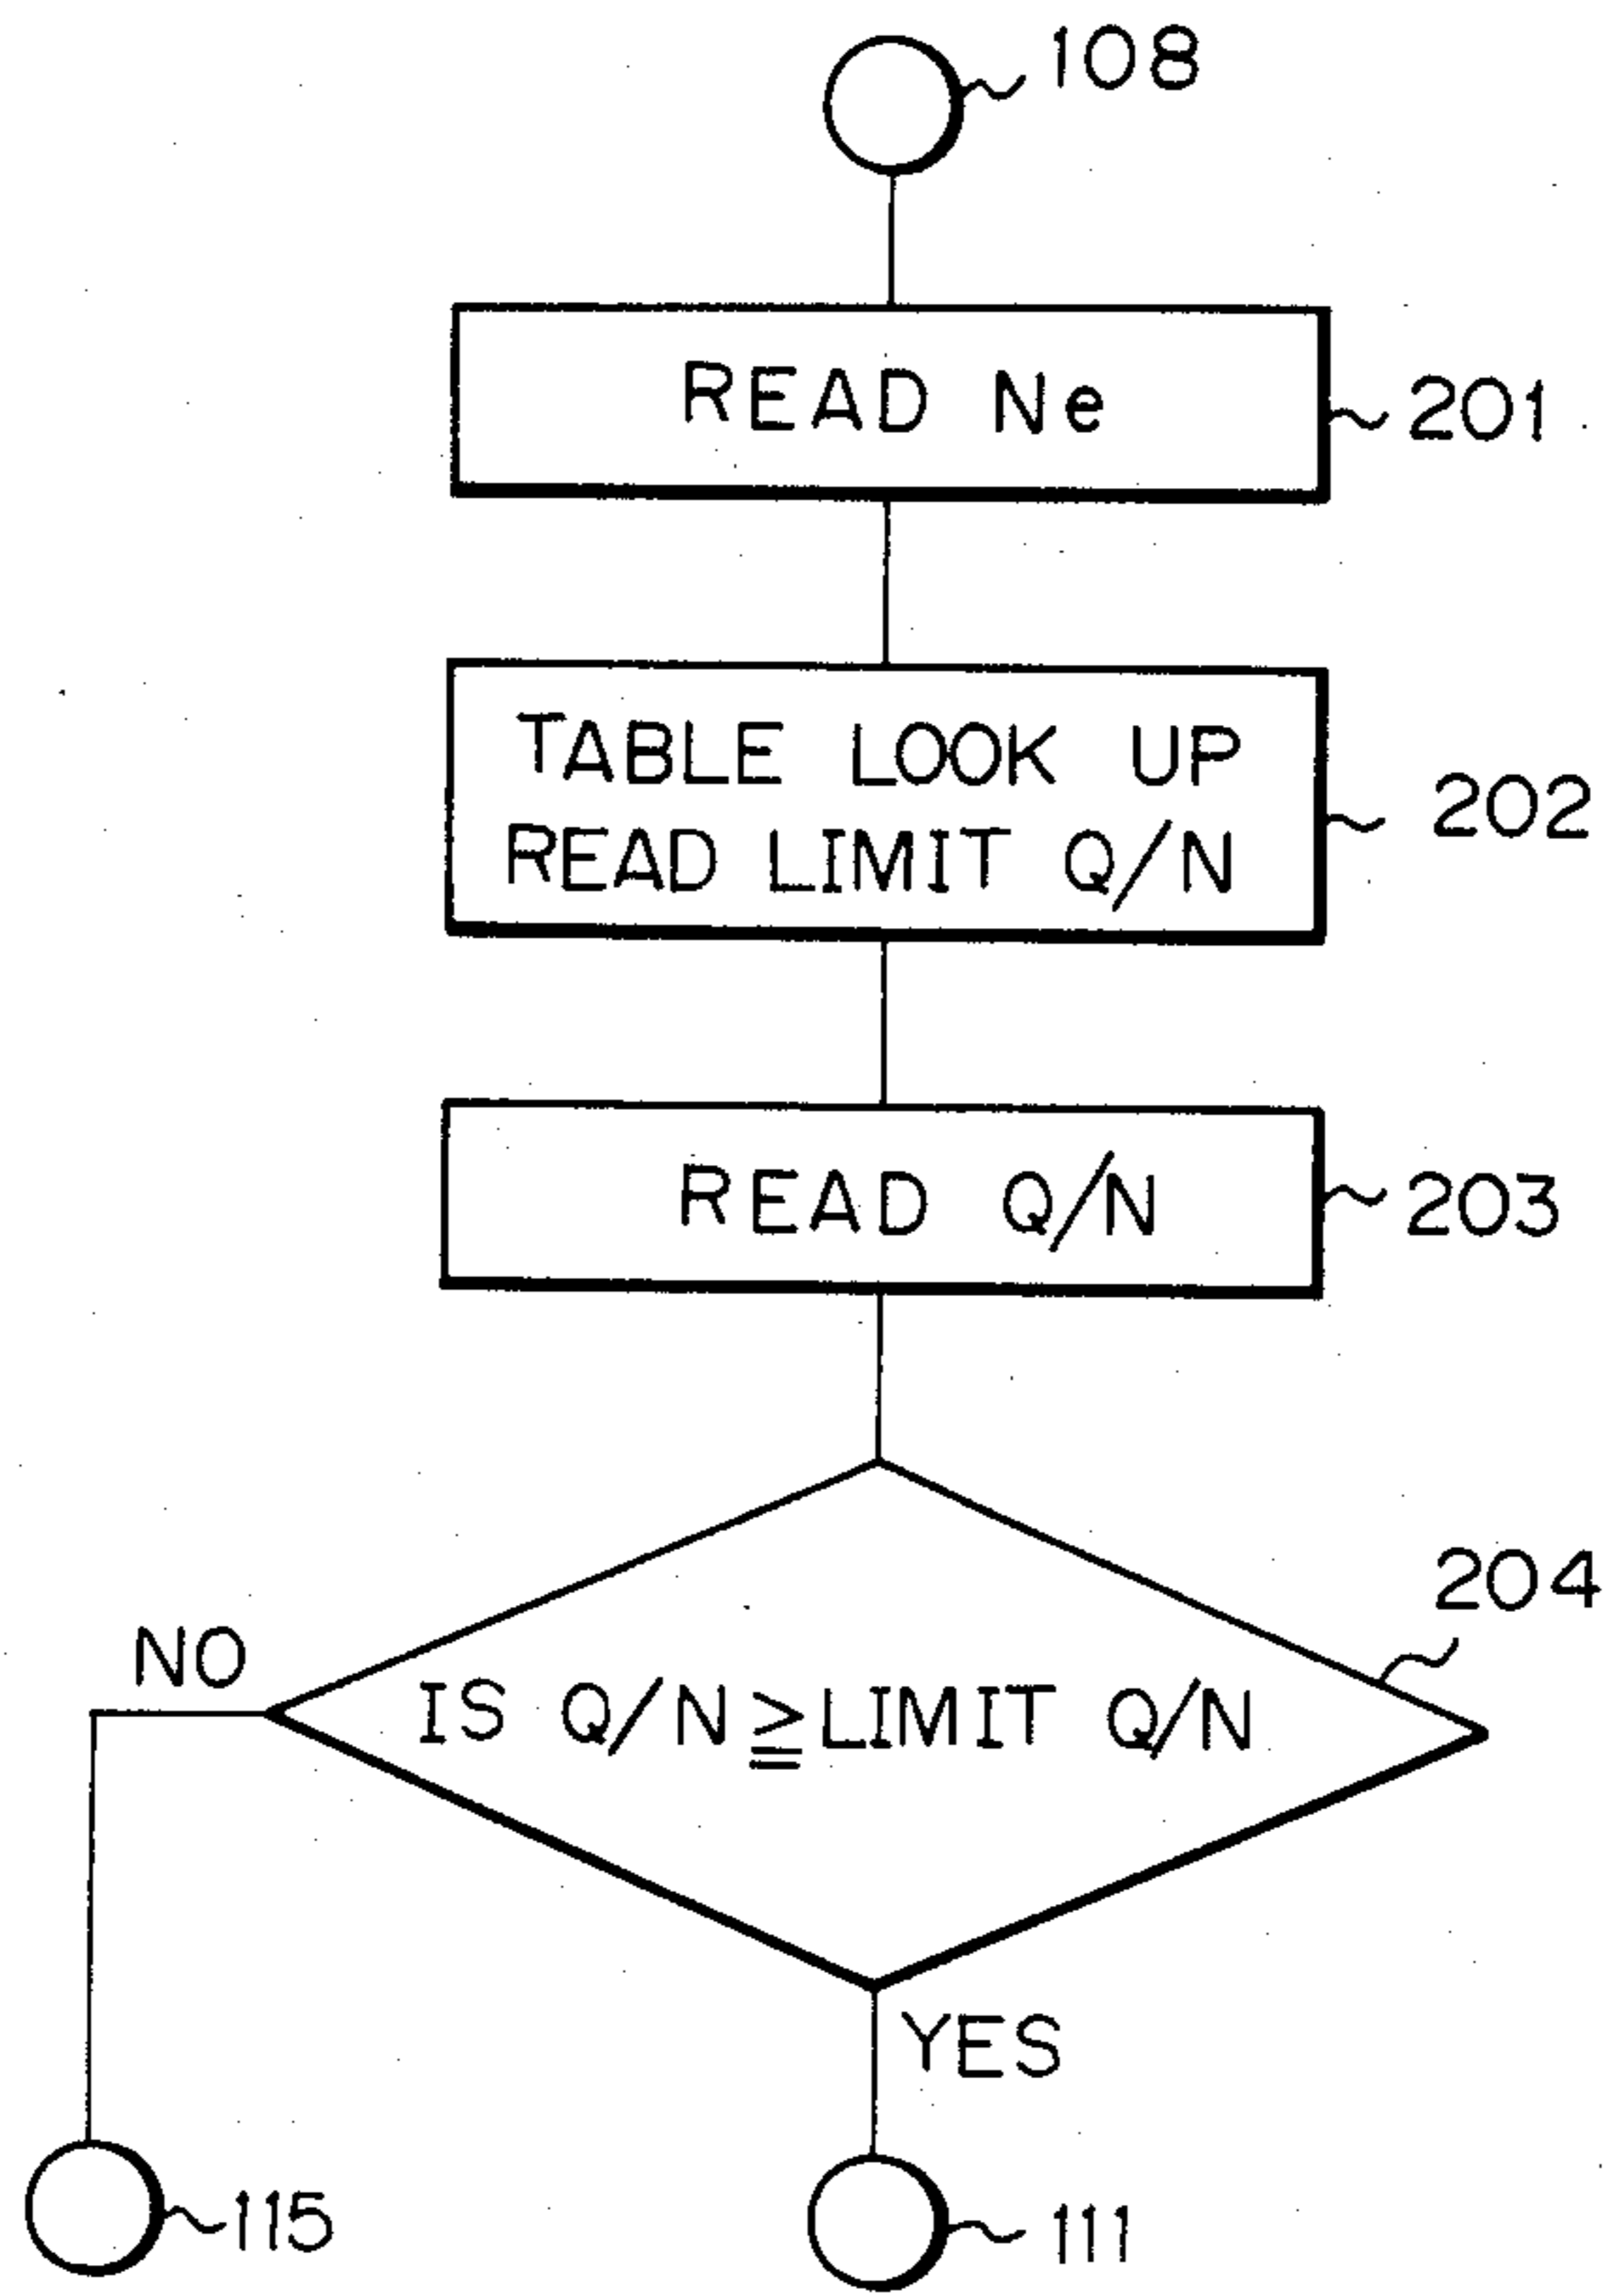 108
READ Ne
201
TABLE LOOK UP
READ LIMIT Q/N
202
READ Q/N
203
204
NO
IS Q/N ≧ LIMIT Q/N
YES
115
111